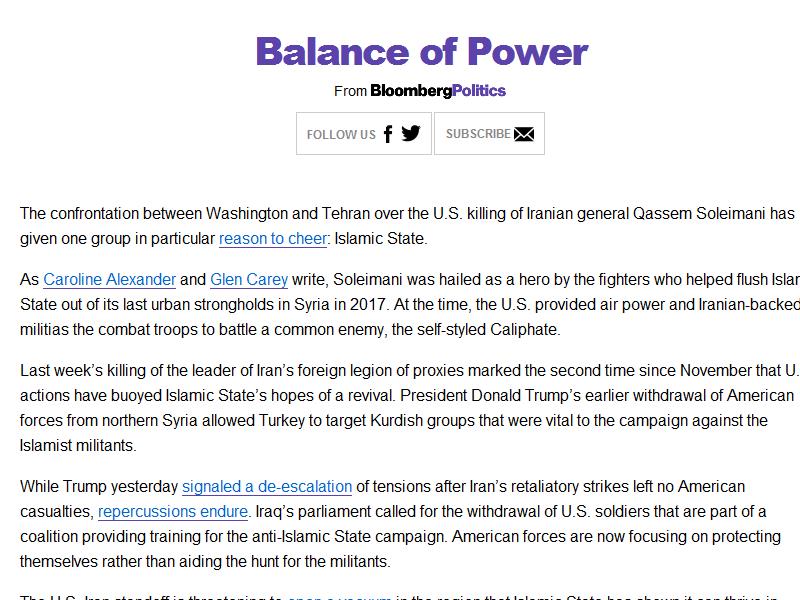 Balance of Power
From BloombergPolitics
FOLLOW US SUBSCRIBE
The confrontation between Washington and Tehran over the U.S. killing of Iranian general Qassem Soleimani has
given one group in particular reason to cheer: Islamic State.
As Caroline Alexander and Glen Carey write, Soleimani was hailed as a hero by the fighters who helped flush
State out of its last urban strongholds in Syria in 2017. At the time, the U.S. provided air power and Iranian-backed
militias the combat troops to battle a common enemy, the self-styled Caliphate.
Last week’s killing of the leader of Iran’s foreign legion of proxies marked the second time since November that U.
actions have buoyed Islamic State’s hopes of a revival. President Donald Trump’s earlier withdrawal of American
forces from northern Syria allowed Turkey to target Kurdish groups that were vital to the campaign against the
Islamist militants.
While Trump yesterday signaled a de-escalation of tensions after Iran’s retaliatory strikes left no American
casualties, repercussions endure. Iraq’s parliament called for the withdrawal of U.S. soldiers that are part of a
coalition providing training for the anti-Islamic State campaign. American forces are now focusing on protecting
themselves rather than aiding the hunt for the militants.